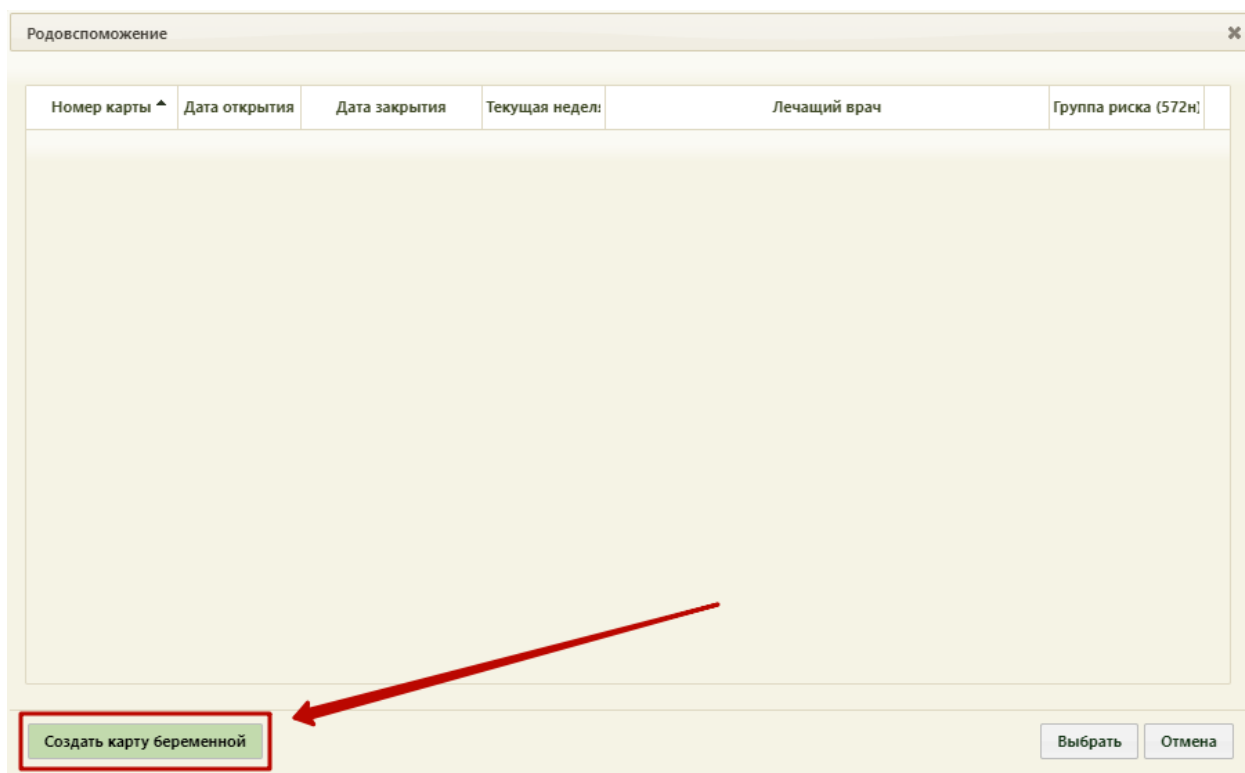 Родовспоможение
Номер карты Дата открытия Дата закрытия Текущая недел Лечащий врач Группа риска (572н)
Создать карту беременной Выбрать Отмена